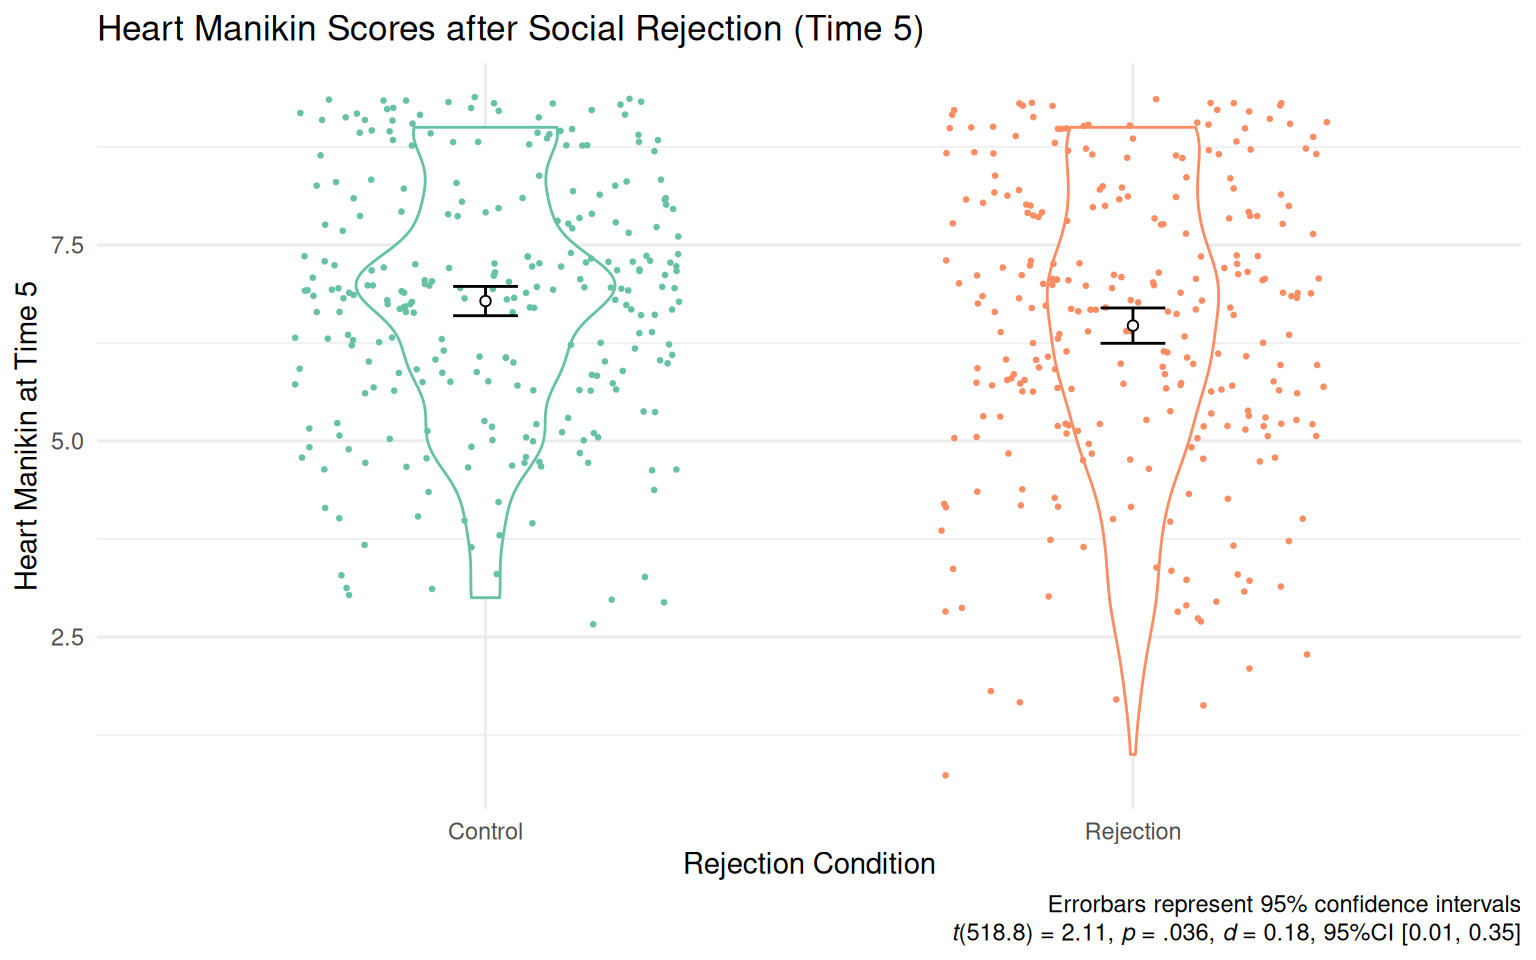 Heart Manikin Scores after Social Rejection (Time 5)
Heart Manikin at Time 5
7.5
5.0
2.5
Control
Rejection
Rejection Condition
Errorbars represent 95% confidence intervals
t(518.8) = 2.11, p = .036, d = 0.18, 95%CI [0.01, 0.35]